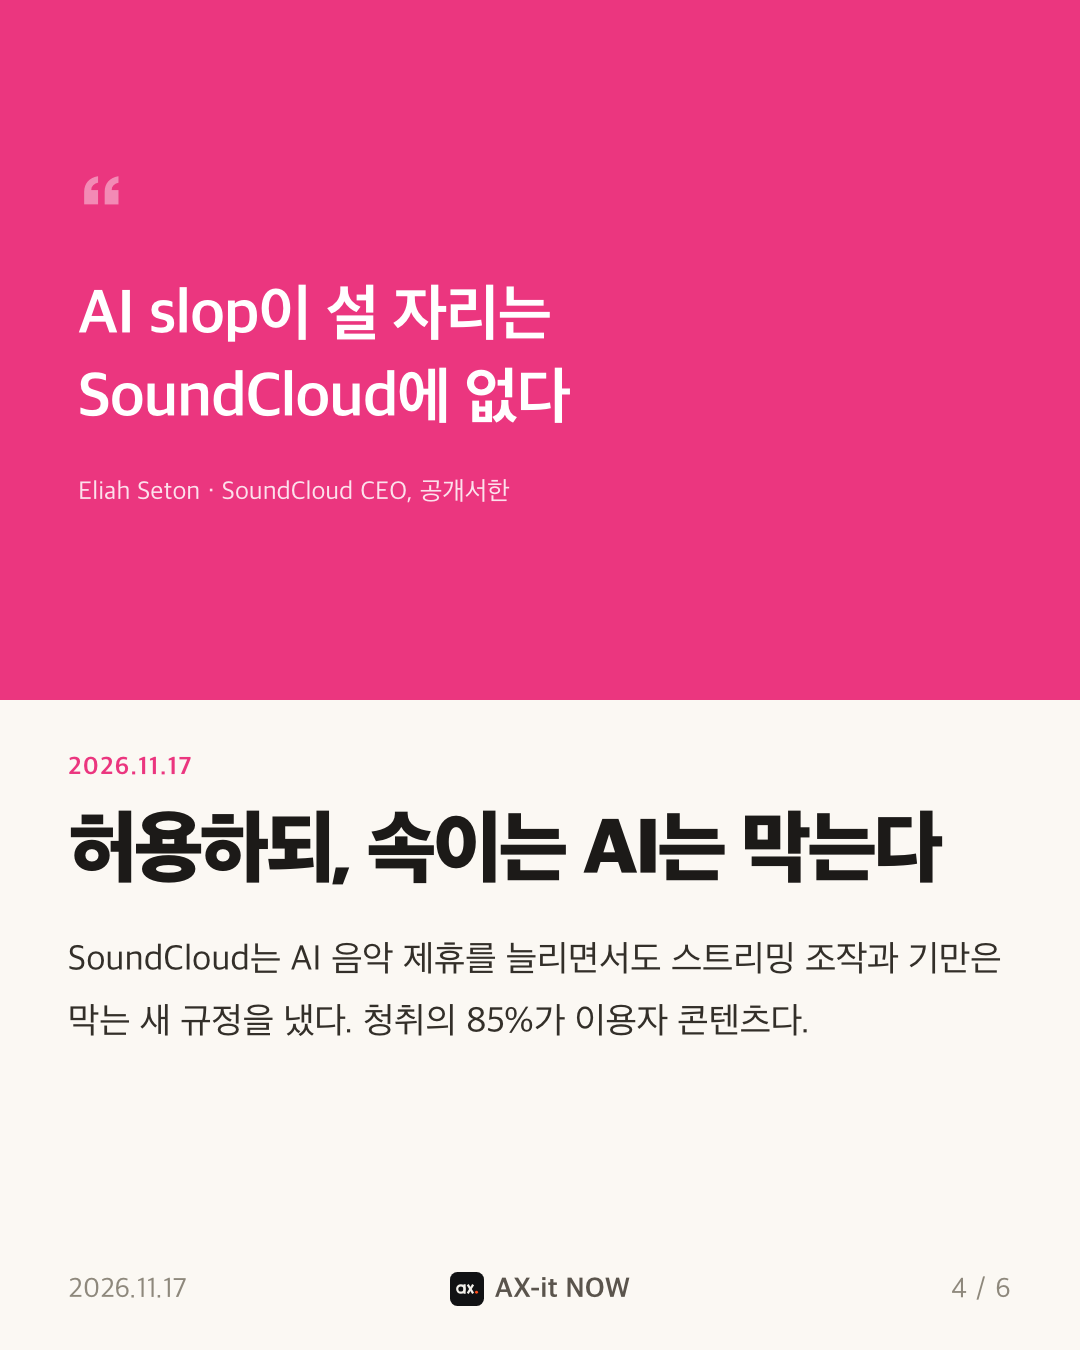 “
AI slop이 설 자리는
SoundCloud에 없다
Eliah Seton · SoundCloud CEO, 공개서한
2026.11.17
허용하되, 속이는 AI는 막는다
SoundCloud는 AI 음악 제휴를 늘리면서도 스트리밍 조작과 기만은
막는 새 규정을 냈다. 청취의 85%가 이용자 콘텐츠다.
2026.11.17
ax. AX-it NOW
4 / 6